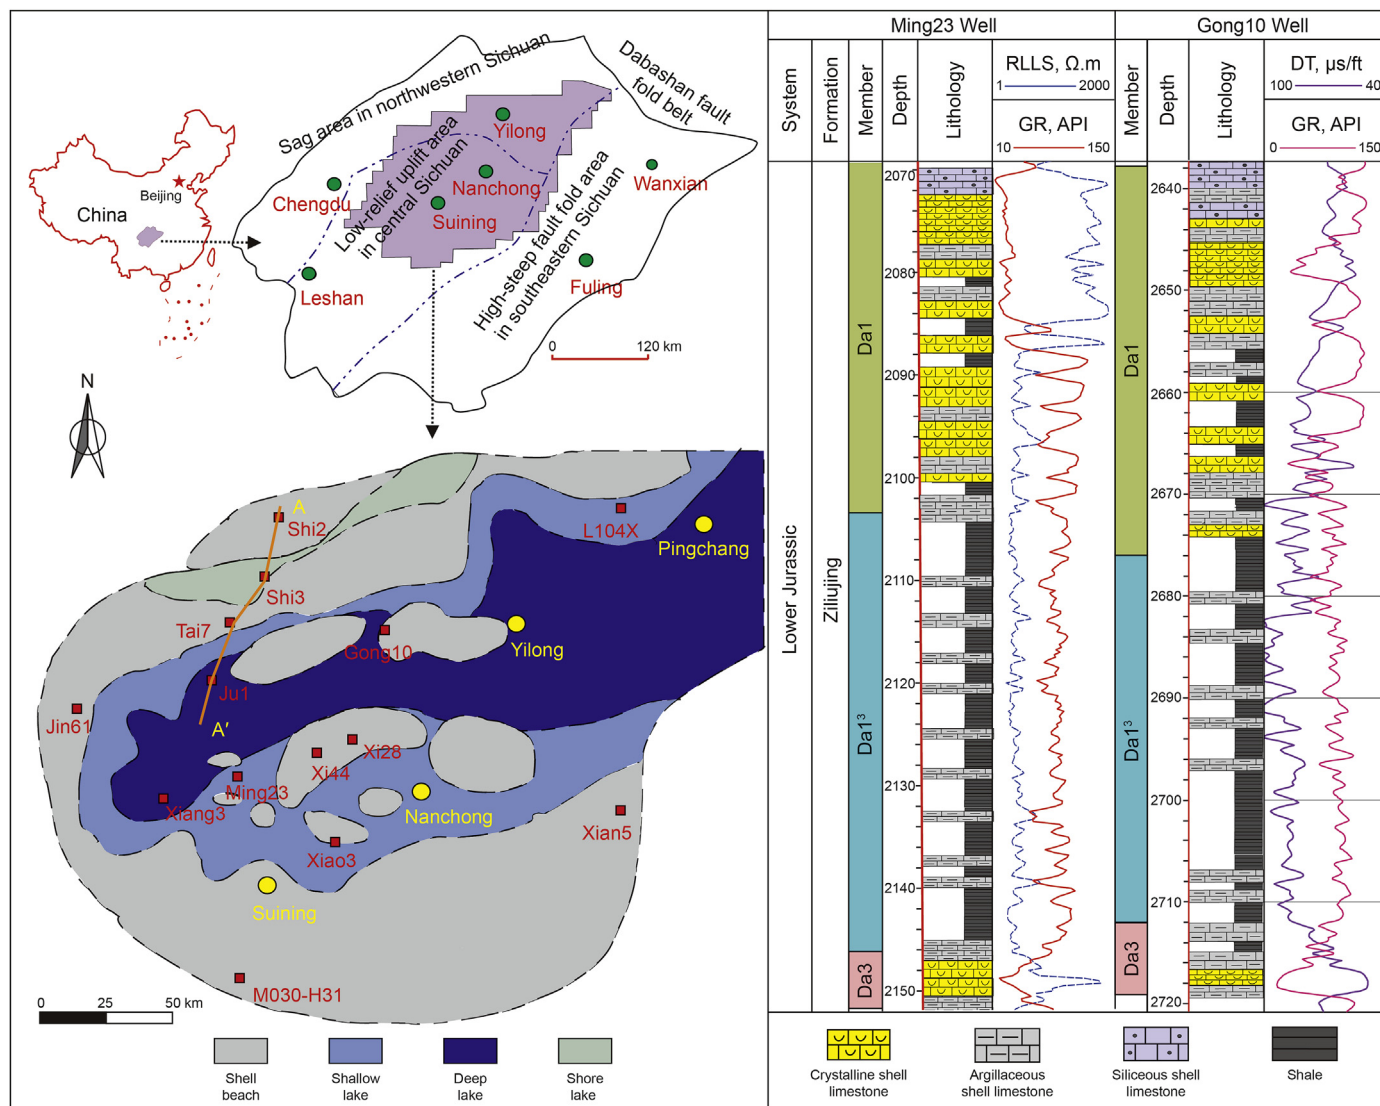 Sag area in northwestern Sichuan
Dabashan fault
fold belt
Low-relief uplift area
in central Sichuan
High-steep fault fold area
in southeastern Sichuan
Yilong
Nanchong
Suining
Chengdu
Leshan
Wanxian
Fuling
0 120 km
Beijing
China
N
A
Shi2
Shi3
Tai7
Ju1
A′
Jin61
Gong10
L104X
Pingchang
Yilong
Xi28
Xi44
Ming23
Xiang3
Nanchong
Xiao3
Xian5
Suining
M030-H31
0 25 50 km
Shell
beach
Shallow
lake
Deep
lake
Shore
lake
Ming23 Well
Gong10 Well
System
Formation
Member
Depth
Lithology
RLLS, Ω.m
1 2000
GR, API
10 150
Member
Depth
Lithology
DT, μs/ft
100 40
GR, API
0 150
Lower Jurassic
Ziliujing
Da1
Da1³
Da3
2070
2080
2090
2100
2110
2120
2130
2140
2150
Da1
Da1³
Da3
2640
2650
2660
2670
2680
2690
2700
2710
2720
Crystalline shell
limestone
Argillaceous
shell limestone
Siliceous shell
limestone
Shale